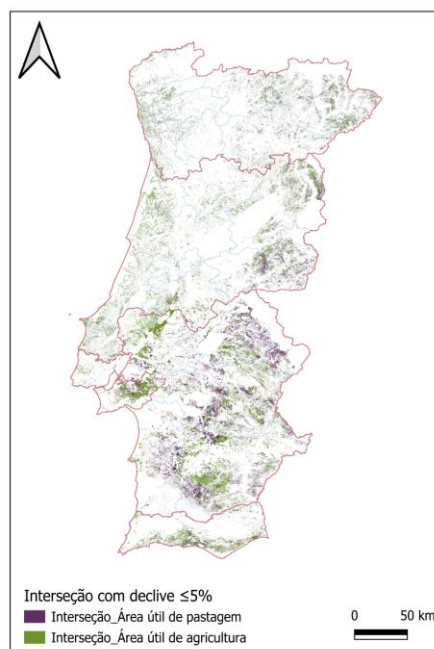 Interseção com declive ≤5%
Interseção_Área útil de pastagem
Interseção_Área útil de agricultura
0 50 km